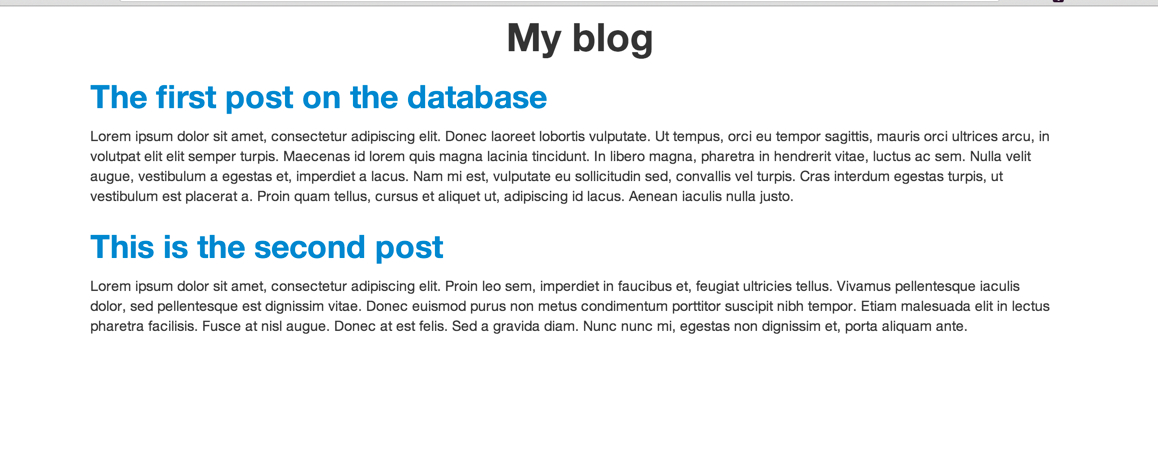 My blog
The first post on the database
Lorem ipsum dolor sit amet, consectetur adipiscing elit. Donec laoreet lobortis vulputate. Ut tempus, orci eu tempor sagittis, mauris orci ultrices arcu, in
volutpat elit elit semper turpis. Maecenas id lorem quis magna lacinia tincidunt. In libero magna, pharetra in hendrerit vitae, luctus ac sem. Nulla velit
augue, vestibulum a egestas et, imperdiet a lacus. Nam mi est, vulputate eu sollicitudin sed, convallis vel turpis. Cras interdum egestas turpis, ut
vestibulum est placerat a. Proin quam tellus, cursus et aliquet ut, adipiscing id lacus. Aenean iaculis nulla justo.
This is the second post
Lorem ipsum dolor sit amet, consectetur adipiscing elit. Proin leo sem, imperdiet in faucibus et, feugiat ultricies tellus. Vivamus pellentesque iaculis
dolor, sed pellentesque est dignissim vitae. Donec euismod purus non metus condimentum porttitor suscipit nibh tempor. Etiam malesuada elit in lectus
pharetra facilisis. Fusce at nisl augue. Donec at est felis. Sed a gravida diam. Nunc nunc mi, egestas non dignissim et, porta aliquam ante.